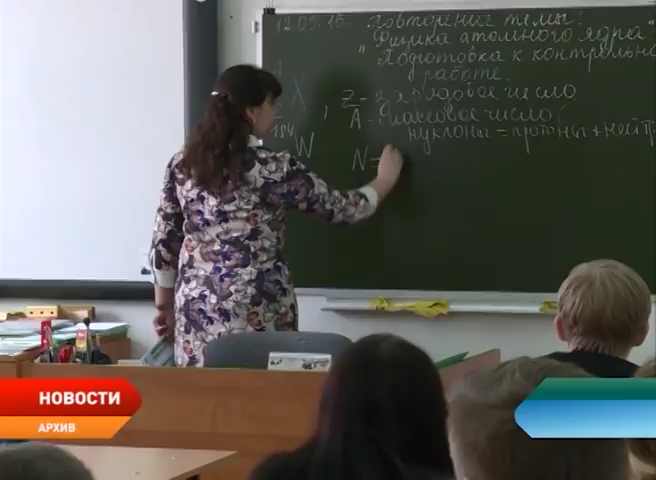 12.05.15. Повторение темы:
"Физика атомного ядра"
"Подготовка к контрольно
работе.
A
Z X , Z - зарядовое число
A - Массовое число (
184 W нуклоны = протоны + нейтр
N =
НОВОСТИ
АРХИВ